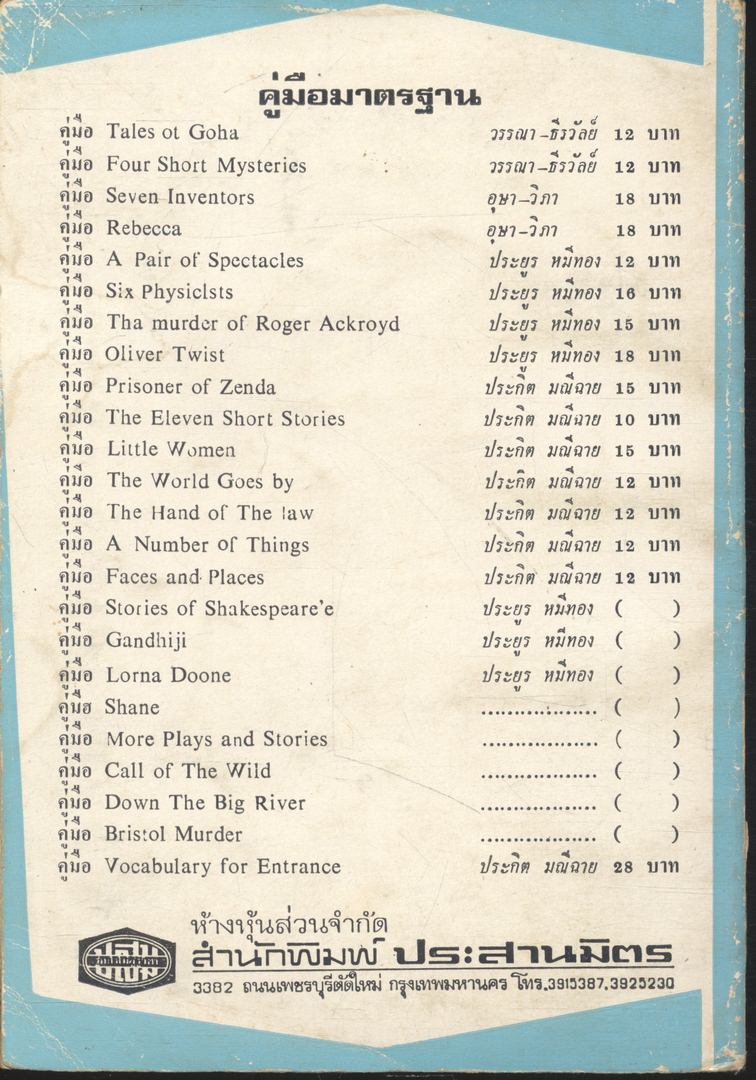 คู่มือมาตรฐาน
คู่มือ Tales ot Goha วรรณา-ธีรวัลย์ 12 บาท
คู่มือ Four Short Mysteries วรรณา-ธีรวัลย์ 12 บาท
คู่มือ Seven Inventors อุษา-วิภา 18 บาท
คู่มือ Rebecca อุษา-วิภา 18 บาท
คู่มือ A Pair of Spectacles ประยูร หมีทอง 12 บาท
คู่มือ Six Physiclsts ประยูร หมีทอง 16 บาท
คู่มือ Tha murder of Roger Ackroyd ประยูร หมีทอง 15 บาท
คู่มือ Oliver Twist ประยูร หมีทอง 18 บาท
คู่มือ Prisoner of Zenda ประกิต มณีฉาย 15 บาท
คู่มือ The Eleven Short Stories ประกิต มณีฉาย 10 บาท
คู่มือ Little Women ประกิต มณีฉาย 15 บาท
คู่มือ The World Goes by ประกิต มณีฉาย 12 บาท
คู่มือ The Hand of The law ประกิต มณีฉาย 12 บาท
คู่มือ A Number of Things ประกิต มณีฉาย 12 บาท
คู่มือ Faces and Places ประกิต มณีฉาย 12 บาท
คู่มือ Stories of Shakespeare'e ประยูร หมีทอง ( )
คู่มือ Gandhiji ประยูร หมีทอง ( )
คู่มือ Lorna Doone ประยูร หมีทอง ( )
คู่มือ Shane .................. ( )
คู่มือ More Plays and Stories .................. ( )
คู่มือ Call of The Wild .................. ( )
คู่มือ Down The Big River .................. ( )
คู่มือ Bristol Murder .................. ( )
คู่มือ Vocabulary for Entrance ประกิต มณีฉาย 28 บาท
ห้างหุ้นส่วนจำกัด
สำนักพิมพ์ ประสานมิตร
3382 ถนนเพชรบุรีตัดใหม่ กรุงเทพมหานคร โทร.3915387,3925230